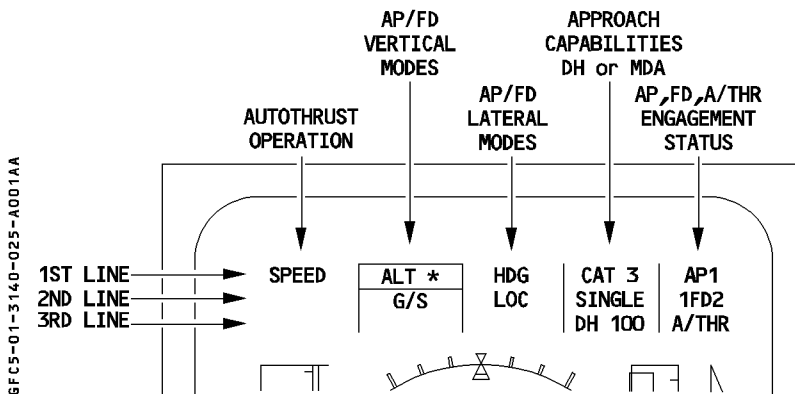 AP/FD
VERTICAL
MODES
APPROACH
CAPABILITIES
DH or MDA
AUTOTHRUST
OPERATION
AP/FD
LATERAL
MODES
AP,FD,A/THR
ENGAGEMENT
STATUS
1ST LINE
2ND LINE
3RD LINE
SPEED
ALT *
G/S
HDG
LOC
CAT 3
SINGLE
DH 100
AP1
1FD2
A/THR
GFC5-01-3140-025-A001AA